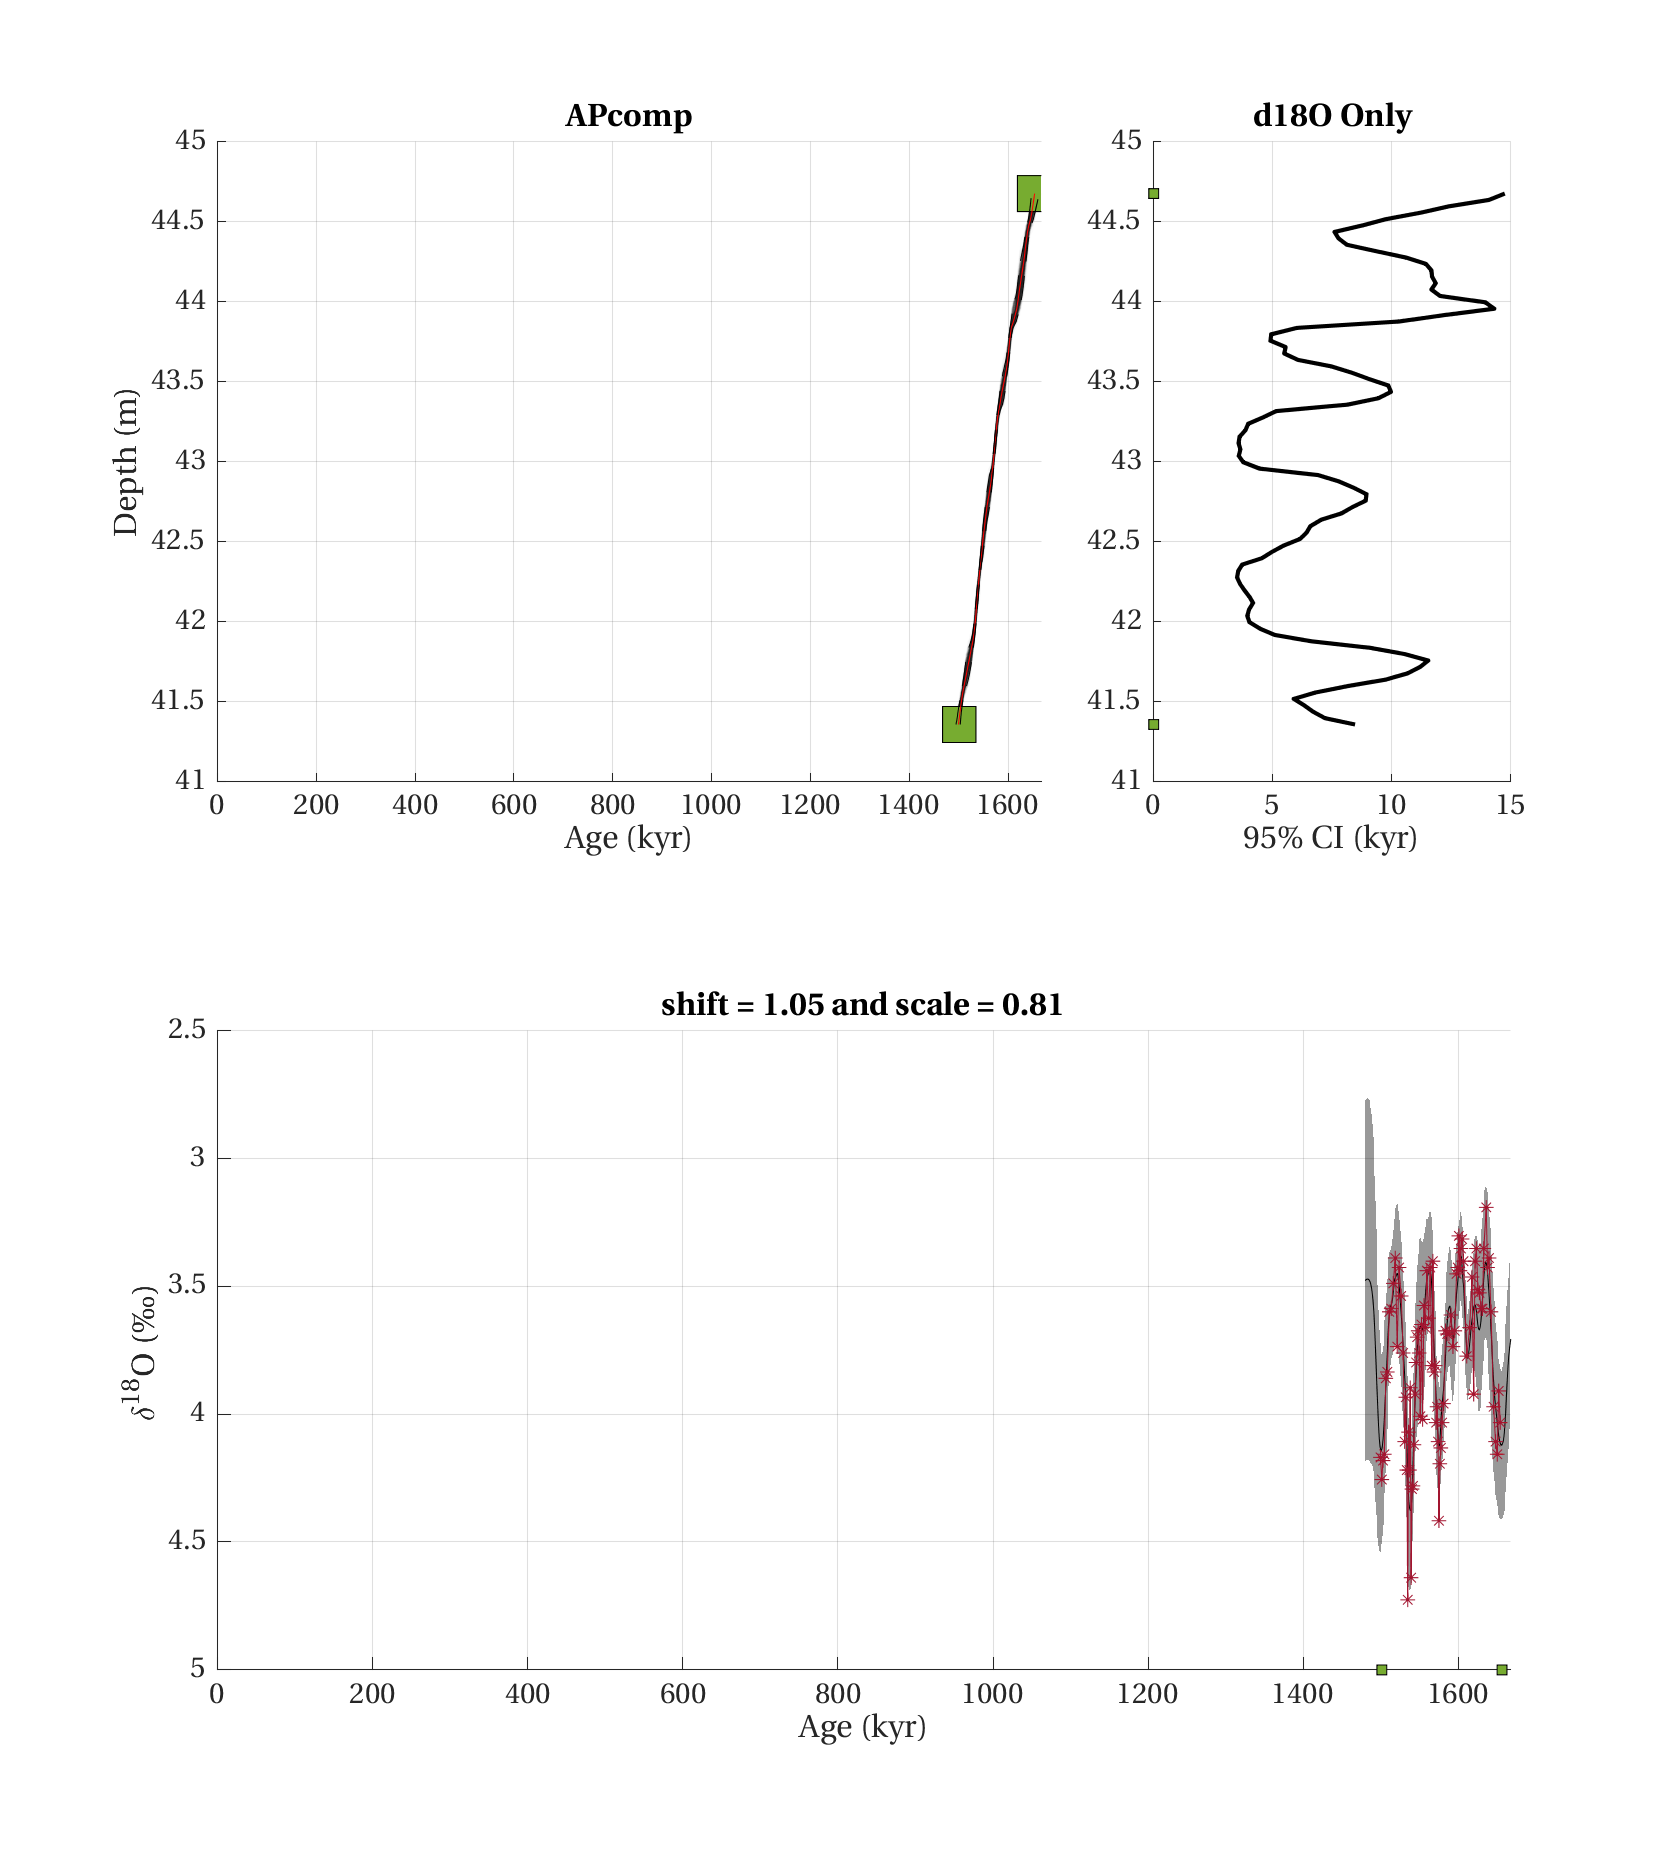 APcomp
45
44.5
44
43.5
43
42.5
42
41.5
41
Depth (m)
0 200 400 600 800 1000 1200 1400 1600
Age (kyr)
d18O Only
45
44.5
44
43.5
43
42.5
42
41.5
41
0 5 10 15
95% CI (kyr)
shift = 1.05 and scale = 0.81
2.5
3
3.5
4
4.5
5
δ18O (‰)
0 200 400 600 800 1000 1200 1400 1600
Age (kyr)